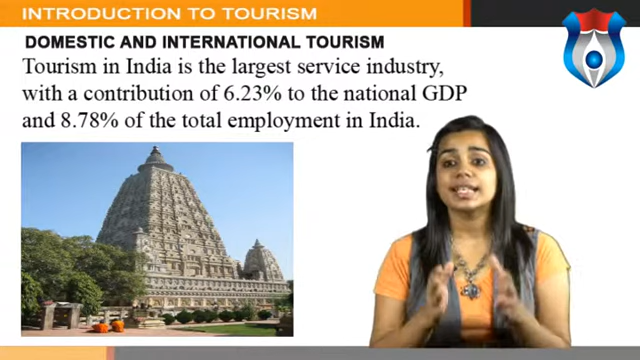 INTRODUCTION TO TOURISM
DOMESTIC AND INTERNATIONAL TOURISM
Tourism in India is the largest service industry,
with a contribution of 6.23% to the national GDP
and 8.78% of the total employment in India.